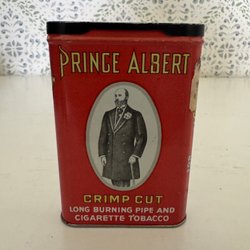 PRINCE ALBERT
CRIMP CUT
LONG BURNING PIPE AND
CIGARETTE TOBACCO